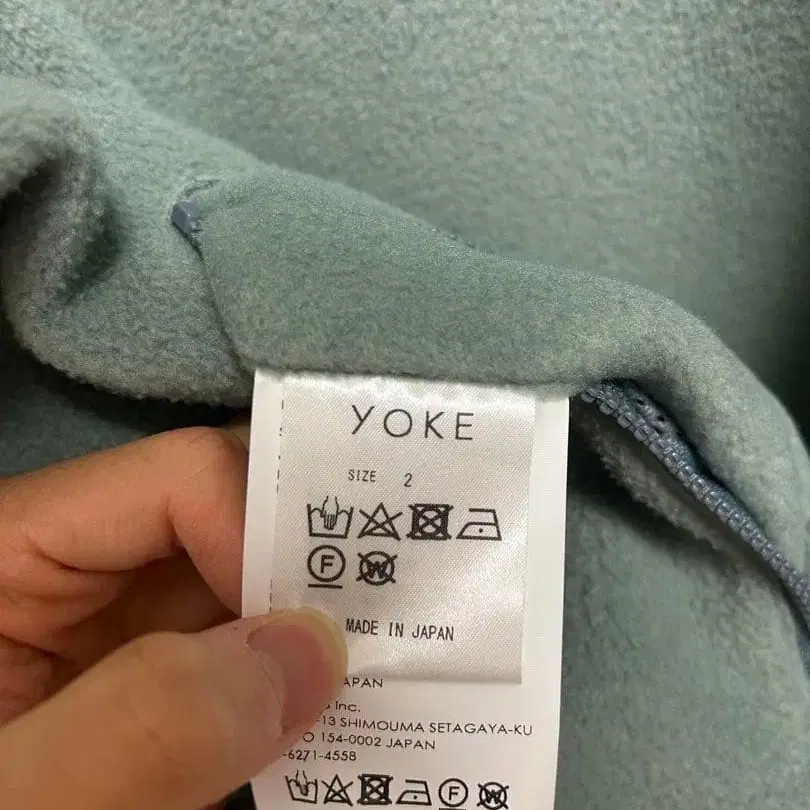 YOKE
SIZE 2
F W
MADE IN JAPAN
APAN
Inc.
-13 SHIMOUMA SETAGAYA-KU
O 154-0002 JAPAN
-6271-4558
F W